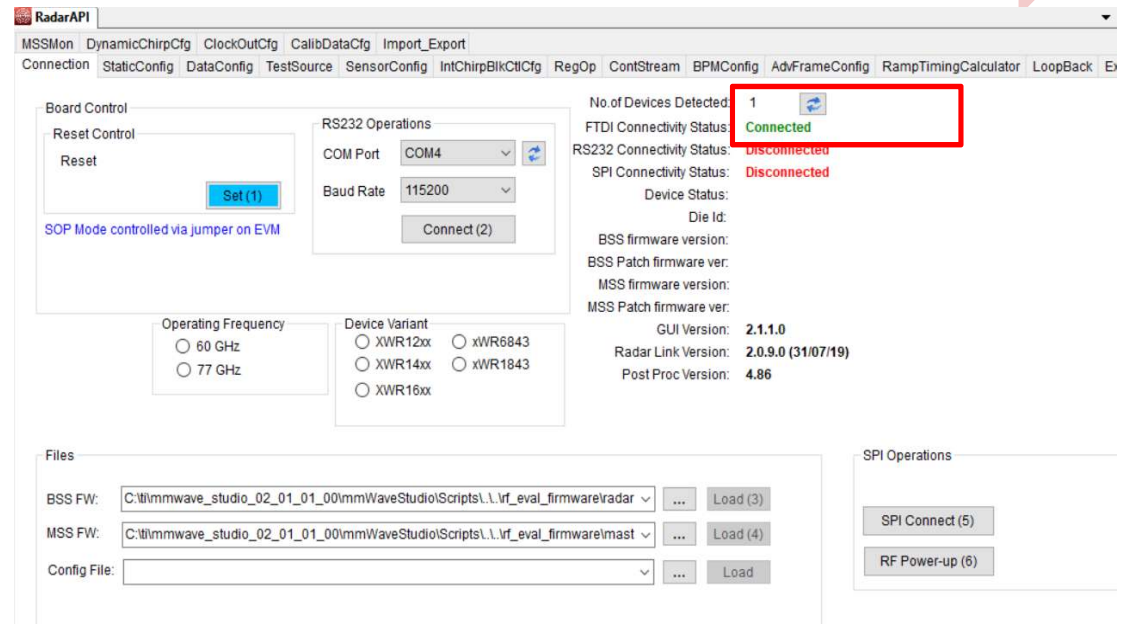 RadarAPI
MSSMon DynamicChirpCfg ClockOutCfg CalibDataCfg Import_Export
Connection StaticConfig DataConfig TestSource SensorConfig IntChirpBlkCtlCfg RegOp ContStream BPMConfig AdvFrameConfig RampTimingCalculator LoopBack
Board Control
Reset Control
Reset
Set (1)
SOP Mode controlled via jumper on EVM
RS232 Operations
COM Port COM4
Baud Rate 115200
Connect (2)
No.of Devices Detected: 1
FTDI Connectivity Status: Connected
RS232 Connectivity Status: Disconnected
SPI Connectivity Status: Disconnected
Device Status:
Die Id:
BSS firmware version:
BSS Patch firmware ver:
MSS firmware version:
MSS Patch firmware ver:
GUI Version: 2.1.1.0
Radar Link Version: 2.0.9.0 (31/07/19)
Post Proc Version: 4.86
Operating Frequency
60 GHz
77 GHz
Device Variant
XWR12xx xWR6843
XWR14xx xWR1843
XWR16xx
Files
BSS FW: C:\ti\mmwave_studio_02_01_01_00\mmWaveStudio\Scripts\..\..\rf_eval_firmware\radar ... Load (3)
MSS FW: C:\ti\mmwave_studio_02_01_01_00\mmWaveStudio\Scripts\..\..\rf_eval_firmware\mast ... Load (4)
Config File: ... Load
SPI Operations
SPI Connect (5)
RF Power-up (6)